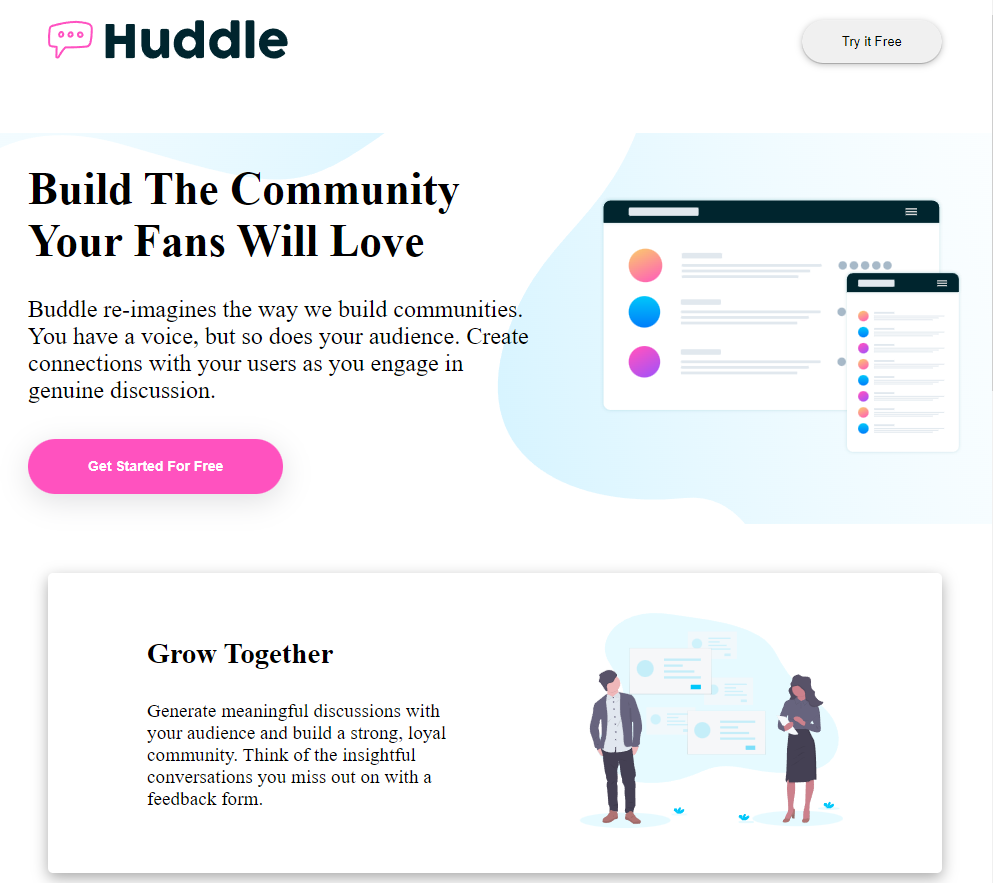 Huddle
Try it Free
Build The Community
Your Fans Will Love
Buddle re-imagines the way we build communities.
You have a voice, but so does your audience. Create
connections with your users as you engage in
genuine discussion.
Get Started For Free
Grow Together
Generate meaningful discussions with
your audience and build a strong, loyal
community. Think of the insightful
conversations you miss out on with a
feedback form.